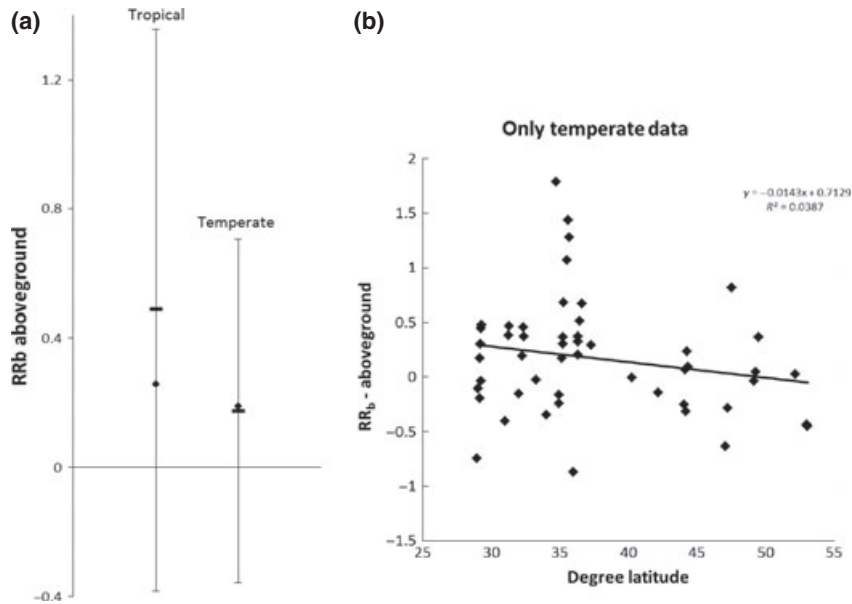 (a)
Tropical
Temperate
RRb aboveground
1.2
0.8
0.4
0
–0.4
(b)
Only temperate data
y = –0.0143x + 0.7129
R² = 0.0387
RRb - aboveground
2
1.5
1
0.5
0
–0.5
–1
–1.5
25 30 35 40 45 50 55
Degree latitude